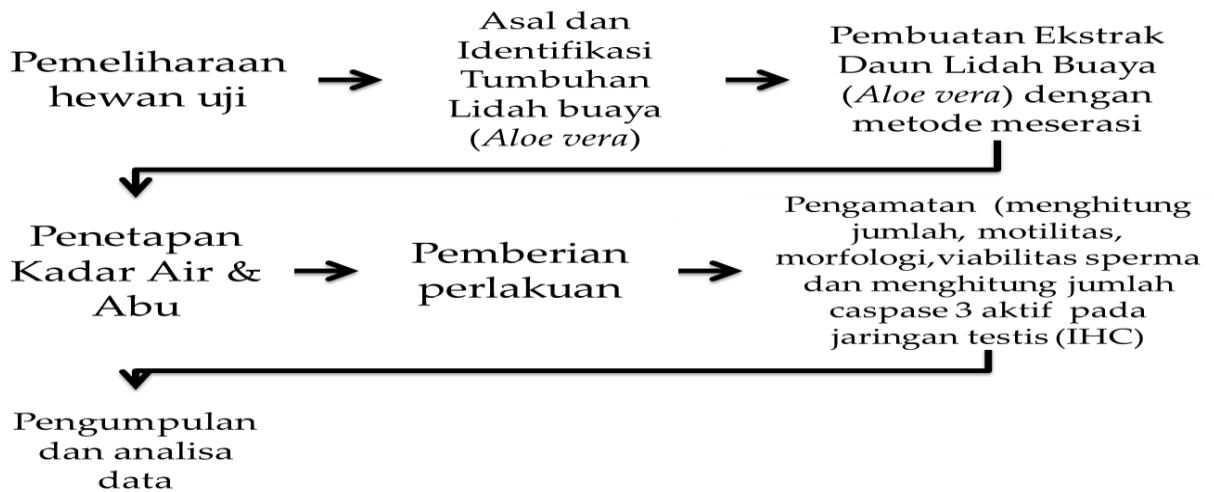 Pemeliharaan
hewan uji
Asal dan
Identifikasi
Tumbuhan
Lidah buaya
(Aloe vera)
Pembuatan Ekstrak
Daun Lidah Buaya
(Aloe vera) dengan
metode meserasi
Penetapan
Kadar Air &
Abu
Pemberian
perlakuan
Pengamatan (menghitung
jumlah, motilitas,
morfologi,viabilitas sperma
dan menghitung jumlah
caspase 3 aktif pada
jaringan testis (IHC)
Pengumpulan
dan analisa
data